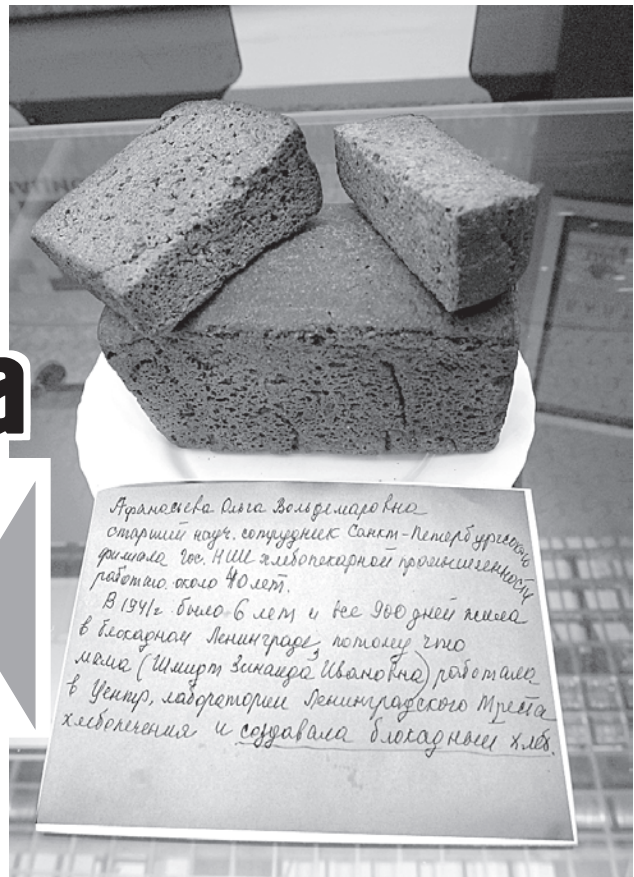 а
Афанасьева Ольга Вольдемаровна
старший науч. сотрудник Санкт-Петербургского
филиала Гос. НИИ хлебопекарной промышленности
работаю около 40 лет.
В 1941г. было 6 лет и все 900 дней жила
в блокадном Ленинграде, потому что
мама (Шмидт Зинаида Ивановна) работала
в Центр. лаборатории Ленинградского Треста
хлебопечения и создавала блокадный хлеб.